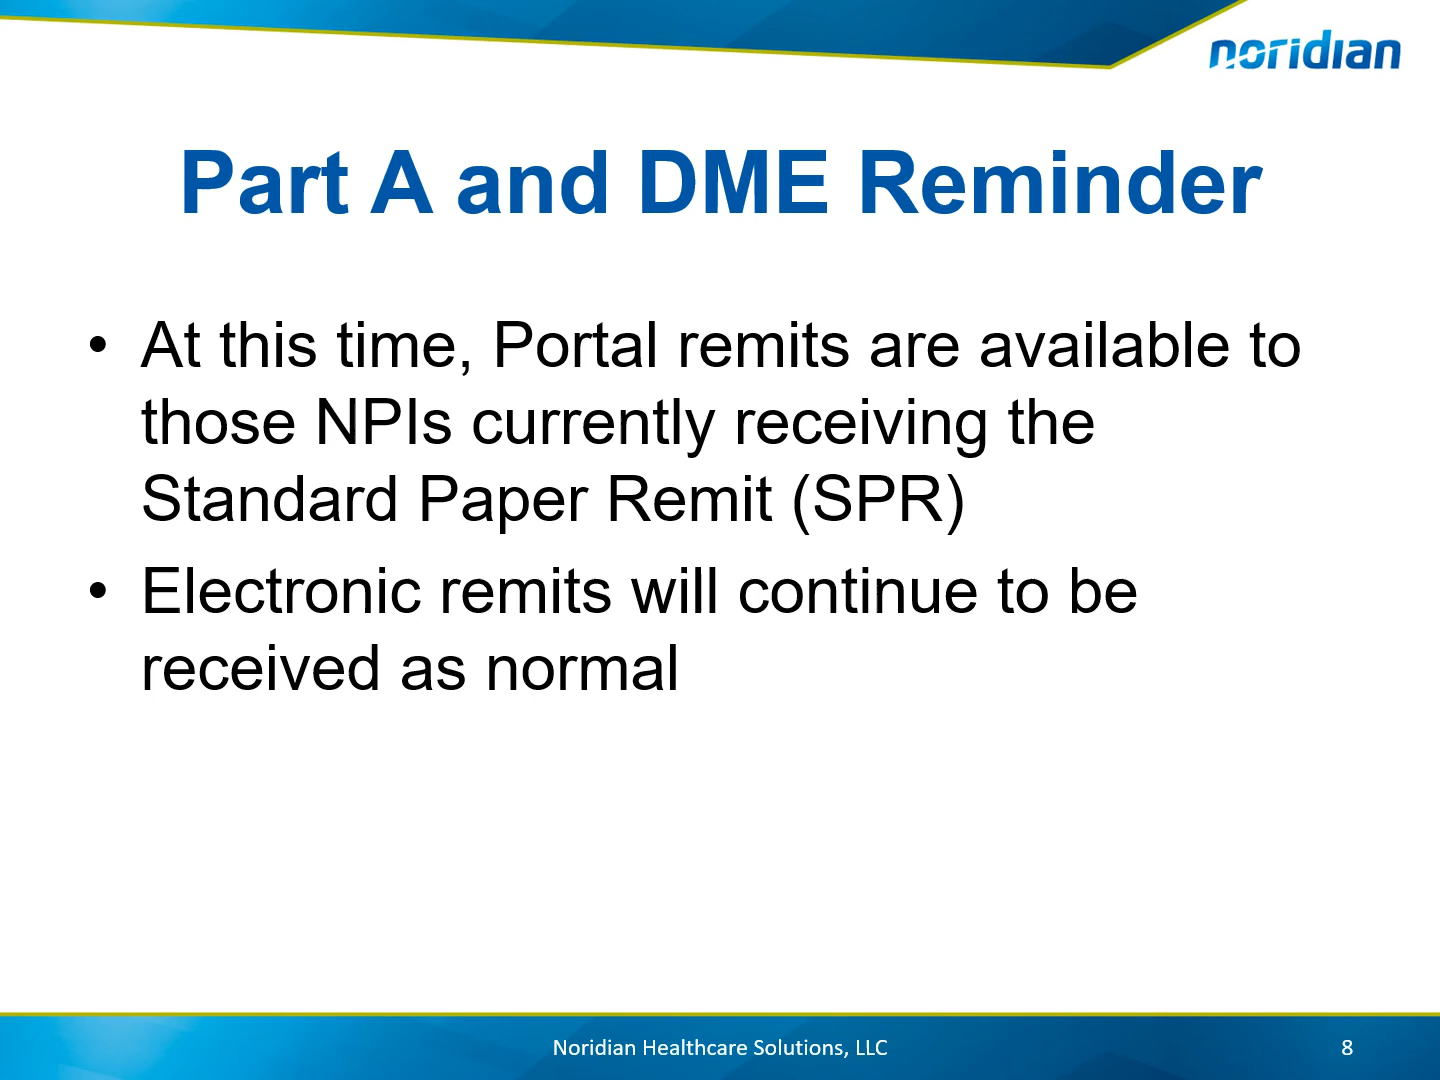 noridian
Part A and DME Reminder
• At this time, Portal remits are available to
those NPIs currently receiving the
Standard Paper Remit (SPR)
• Electronic remits will continue to be
received as normal
Noridian Healthcare Solutions, LLC
8